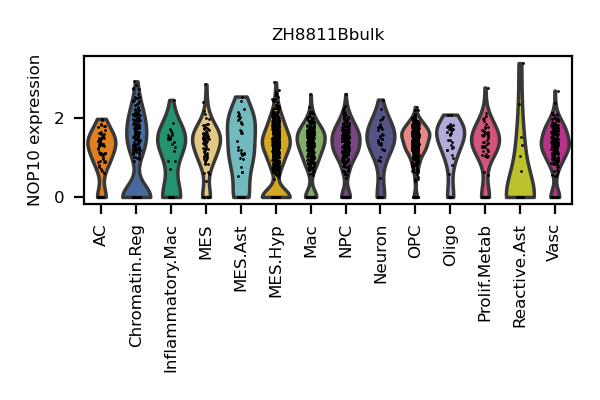 ZH8811Bbulk
NOP10 expression
2
0
AC
Chromatin.Reg
Inflammatory.Mac
MES
MES.Ast
MES.Hyp
Mac
NPC
Neuron
OPC
Oligo
Prolif.Metab
Reactive.Ast
Vasc